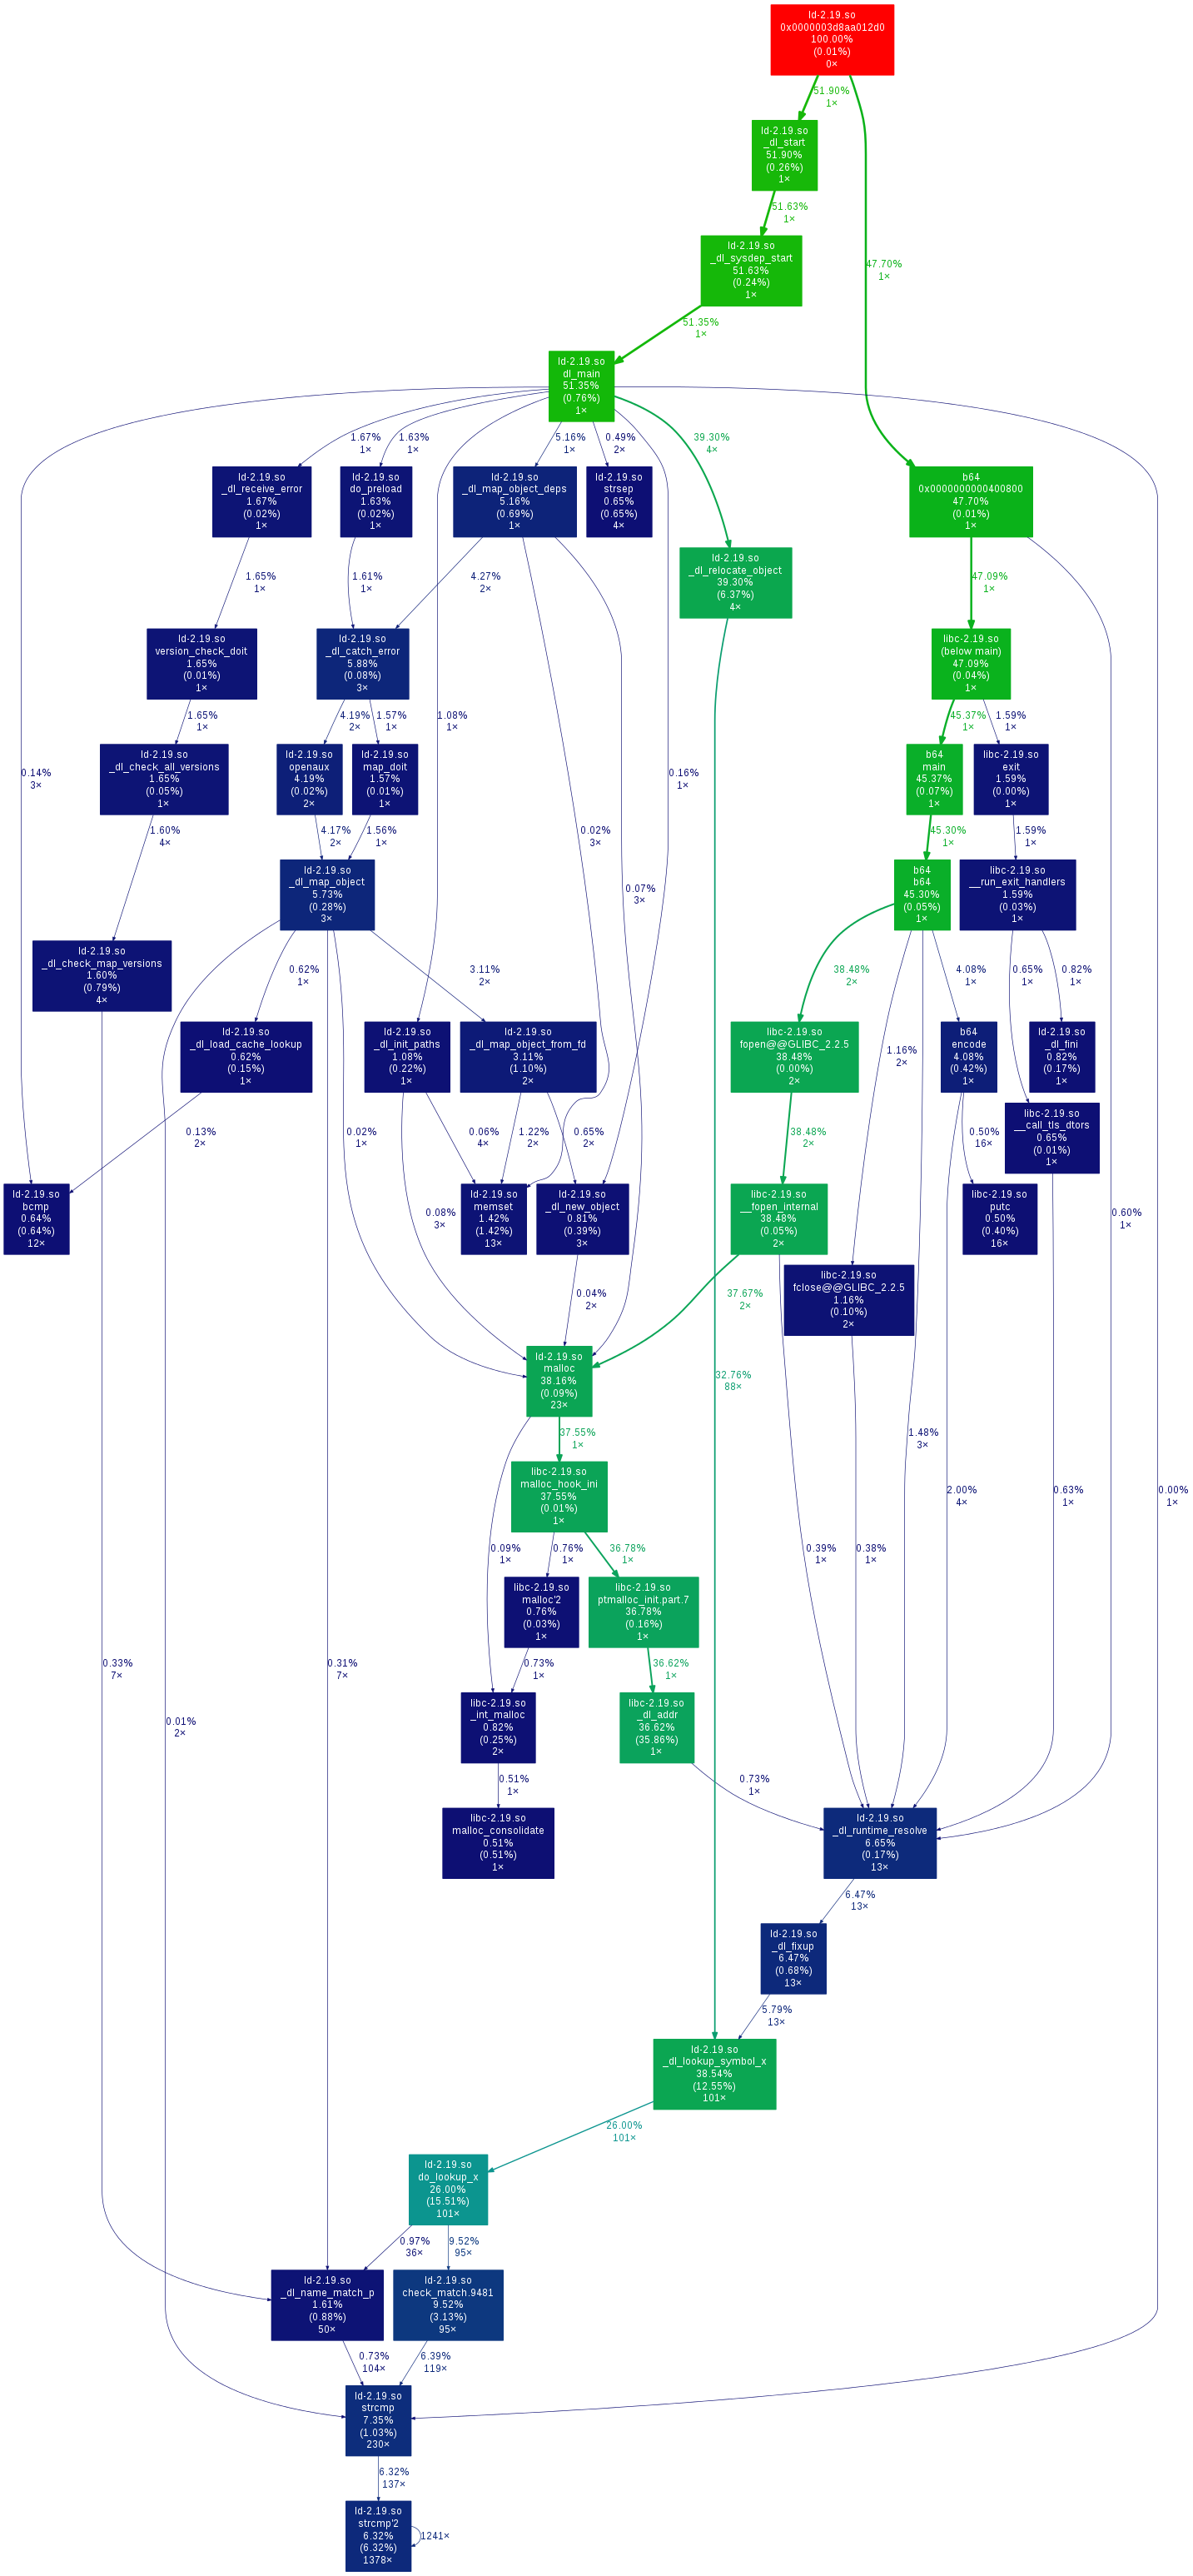 ld-2.19.so
0x0000003d8aa012d0
100.00%
(0.01%)
0×
51.90%
1×
ld-2.19.so
_dl_start
51.90%
(0.26%)
1×
51.63%
1×
ld-2.19.so
_dl_sysdep_start
51.63%
(0.24%)
1×
47.70%
1×
51.35%
1×
ld-2.19.so
dl_main
51.35%
(0.76%)
1×
1.67%
1×
1.63%
1×
5.16%
1×
0.49%
2×
39.30%
4×
ld-2.19.so
_dl_receive_error
1.67%
(0.02%)
1×
ld-2.19.so
do_preload
1.63%
(0.02%)
1×
ld-2.19.so
_dl_map_object_deps
5.16%
(0.69%)
1×
ld-2.19.so
strsep
0.65%
(0.65%)
4×
b64
0x0000000000400800
47.70%
(0.01%)
1×
ld-2.19.so
_dl_relocate_object
39.30%
(6.37%)
4×
1.65%
1×
1.61%
1×
4.27%
2×
47.09%
1×
ld-2.19.so
version_check_doit
1.65%
(0.01%)
1×
ld-2.19.so
_dl_catch_error
5.88%
(0.08%)
3×
libc-2.19.so
(below main)
47.09%
(0.04%)
1×
1.65%
1×
4.19%
2×
1.57%
1×
1.08%
1×
45.37%
1×
1.59%
1×
0.14%
3×
ld-2.19.so
_dl_check_all_versions
1.65%
(0.05%)
1×
ld-2.19.so
openaux
4.19%
(0.02%)
2×
ld-2.19.so
map_doit
1.57%
(0.01%)
1×
0.16%
1×
b64
main
45.37%
(0.07%)
1×
libc-2.19.so
exit
1.59%
(0.00%)
1×
1.60%
4×
4.17%
2×
1.56%
1×
0.02%
3×
45.30%
1×
1.59%
1×
ld-2.19.so
_dl_map_object
5.73%
(0.28%)
3×
0.07%
3×
b64
b64
45.30%
(0.05%)
1×
libc-2.19.so
__run_exit_handlers
1.59%
(0.03%)
1×
ld-2.19.so
_dl_check_map_versions
1.60%
(0.79%)
4×
0.62%
1×
3.11%
2×
38.48%
2×
4.08%
1×
0.65%
1×
0.82%
1×
ld-2.19.so
_dl_load_cache_lookup
0.62%
(0.15%)
1×
ld-2.19.so
_dl_init_paths
1.08%
(0.22%)
1×
ld-2.19.so
_dl_map_object_from_fd
3.11%
(1.10%)
2×
libc-2.19.so
fopen@@GLIBC_2.2.5
38.48%
(0.00%)
2×
1.16%
2×
b64
encode
4.08%
(0.42%)
1×
ld-2.19.so
_dl_fini
0.82%
(0.17%)
1×
libc-2.19.so
__call_tls_dtors
0.65%
(0.01%)
1×
0.13%
2×
0.02%
1×
0.06%
4×
1.22%
2×
0.65%
2×
38.48%
2×
0.50%
16×
ld-2.19.so
bcmp
0.64%
(0.64%)
12×
0.08%
3×
ld-2.19.so
memset
1.42%
(1.42%)
13×
ld-2.19.so
_dl_new_object
0.81%
(0.39%)
3×
libc-2.19.so
__fopen_internal
38.48%
(0.05%)
2×
libc-2.19.so
putc
0.50%
(0.40%)
16×
0.60%
1×
0.04%
2×
37.67%
2×
libc-2.19.so
fclose@@GLIBC_2.2.5
1.16%
(0.10%)
2×
ld-2.19.so
malloc
38.16%
(0.09%)
23×
32.76%
88×
37.55%
1×
1.48%
3×
libc-2.19.so
malloc_hook_ini
37.55%
(0.01%)
1×
2.00%
4×
0.63%
1×
0.00%
1×
0.09%
1×
0.76%
1×
36.78%
1×
0.39%
1×
0.38%
1×
libc-2.19.so
malloc'2
0.76%
(0.03%)
1×
libc-2.19.so
ptmalloc_init.part.7
36.78%
(0.16%)
1×
0.33%
7×
0.31%
7×
0.73%
1×
36.62%
1×
0.01%
2×
libc-2.19.so
_int_malloc
0.82%
(0.25%)
2×
libc-2.19.so
_dl_addr
36.62%
(35.86%)
1×
0.51%
1×
0.73%
1×
libc-2.19.so
malloc_consolidate
0.51%
(0.51%)
1×
ld-2.19.so
_dl_runtime_resolve
6.65%
(0.17%)
13×
6.47%
13×
ld-2.19.so
_dl_fixup
6.47%
(0.68%)
13×
5.79%
13×
ld-2.19.so
_dl_lookup_symbol_x
38.54%
(12.55%)
101×
26.00%
101×
ld-2.19.so
do_lookup_x
26.00%
(15.51%)
101×
0.97%
36×
9.52%
95×
ld-2.19.so
_dl_name_match_p
1.61%
(0.88%)
50×
ld-2.19.so
check_match.9481
9.52%
(3.13%)
95×
0.73%
104×
6.39%
119×
ld-2.19.so
strcmp
7.35%
(1.03%)
230×
6.32%
137×
ld-2.19.so
strcmp'2
6.32%
(6.32%)
1378×
1241×